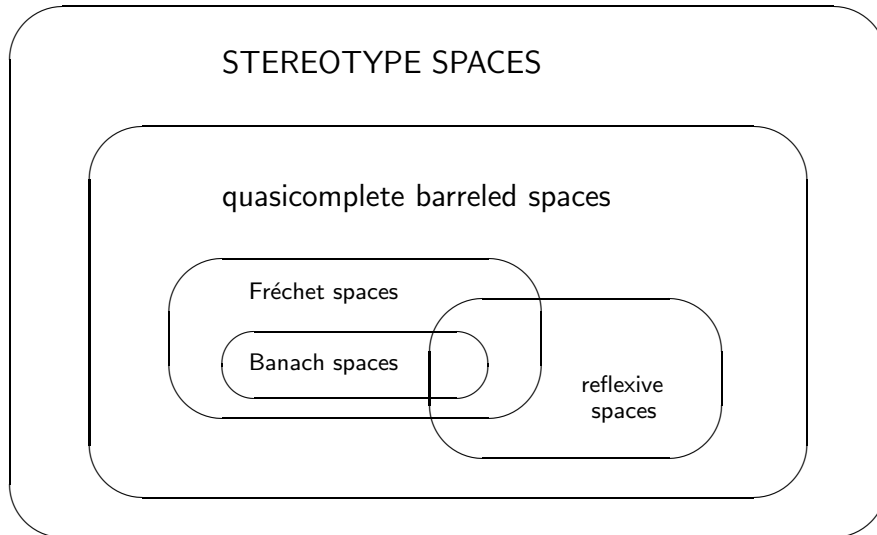 STEREOTYPE SPACES
quasicomplete barreled spaces
Fréchet spaces
Banach spaces
reflexive
spaces